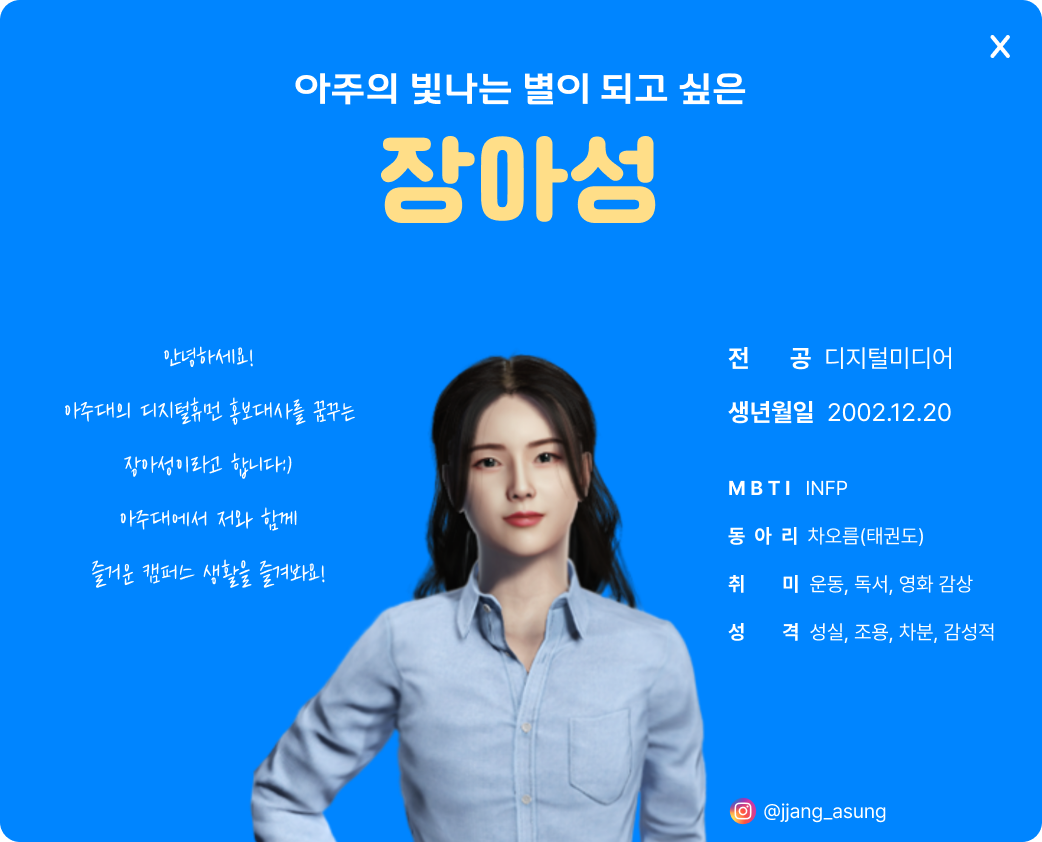 아주의 빛나는 별이 되고 싶은
장아성
안녕하세요!
아주대의 디지털휴먼 홍보대사를 꿈꾸는
장아성이라고 합니다:)
아주대에서 저와 함께
즐거운 캠퍼스 생활을 즐겨봐요!
전 공 디지털미디어
생년월일 2002.12.20
MBTI INFP
동아리 차오름(태권도)
취 미 운동, 독서, 영화 감상
성 격 성실, 조용, 차분, 감성적
@jjang_asung